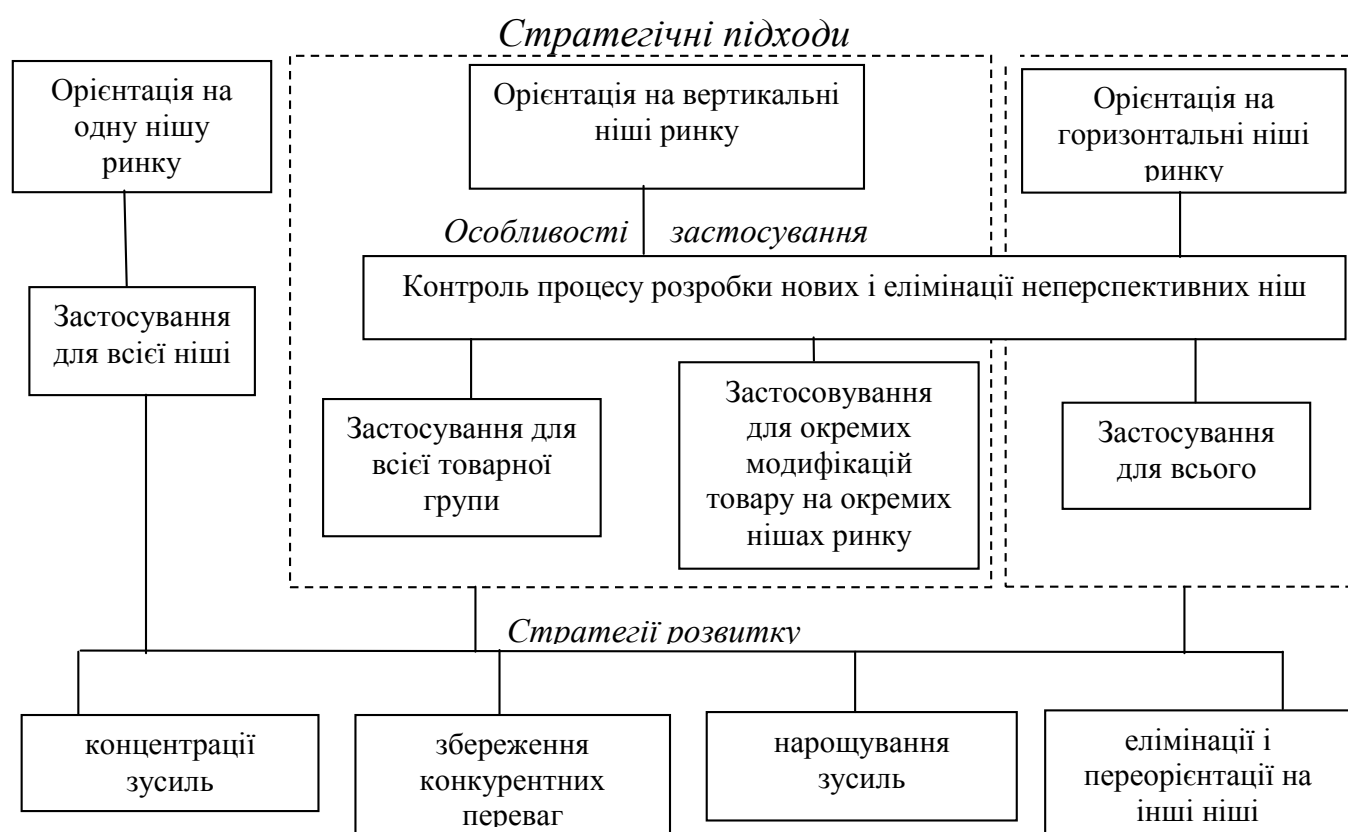 Стратегічні підходи
Орієнтація на
одну нішу
ринку
Орієнтація на вертикальні
ніші ринку
Орієнтація на
горизонтальні ніші
ринку
Особливості застосування
Контроль процесу розробки нових і елімінації неперспективних ніш
Застосування
для всієї ніші
Застосування для
всієї товарної
групи
Застосовування
для окремих
модифікацій
товару на окремих
нішах ринку
Застосування
для всього
Стратегії розвитку
концентрації
зусиль
збереження
конкурентних
переваг
нарощування
зусиль
елімінації і
переорієнтації на
інші ніші